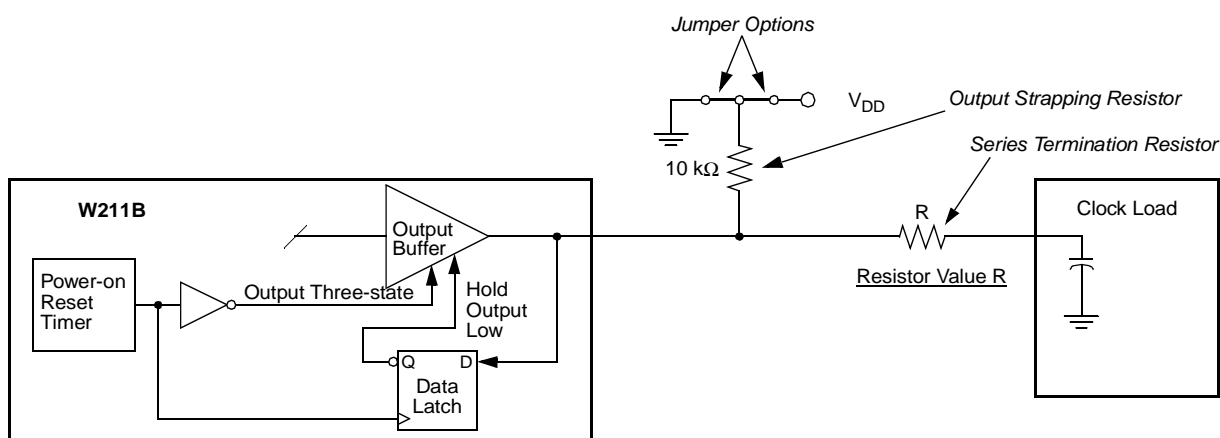 Jumper Options
V_DD
Output Strapping Resistor
10 kΩ
Series Termination Resistor
W211B
R
Clock Load
Output
Buffer
Resistor Value R
Power-on
Reset
Timer
Output Three-state
Hold
Output
Low
Q
D
Data
Latch